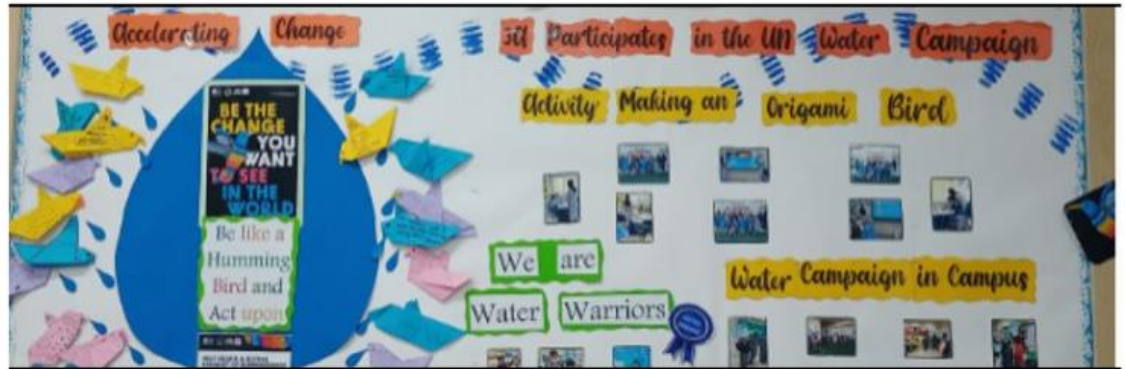 Accelerating Change
Participates in the UN Water Campaign
Activity Making an Origami Bird
BE THE
CHANGE
YOU
WANT
TO SEE
IN THE
WORLD
Be like a
Humming
Bird and
Act upon
We are
Water Warriors
Water Campaign in Campus